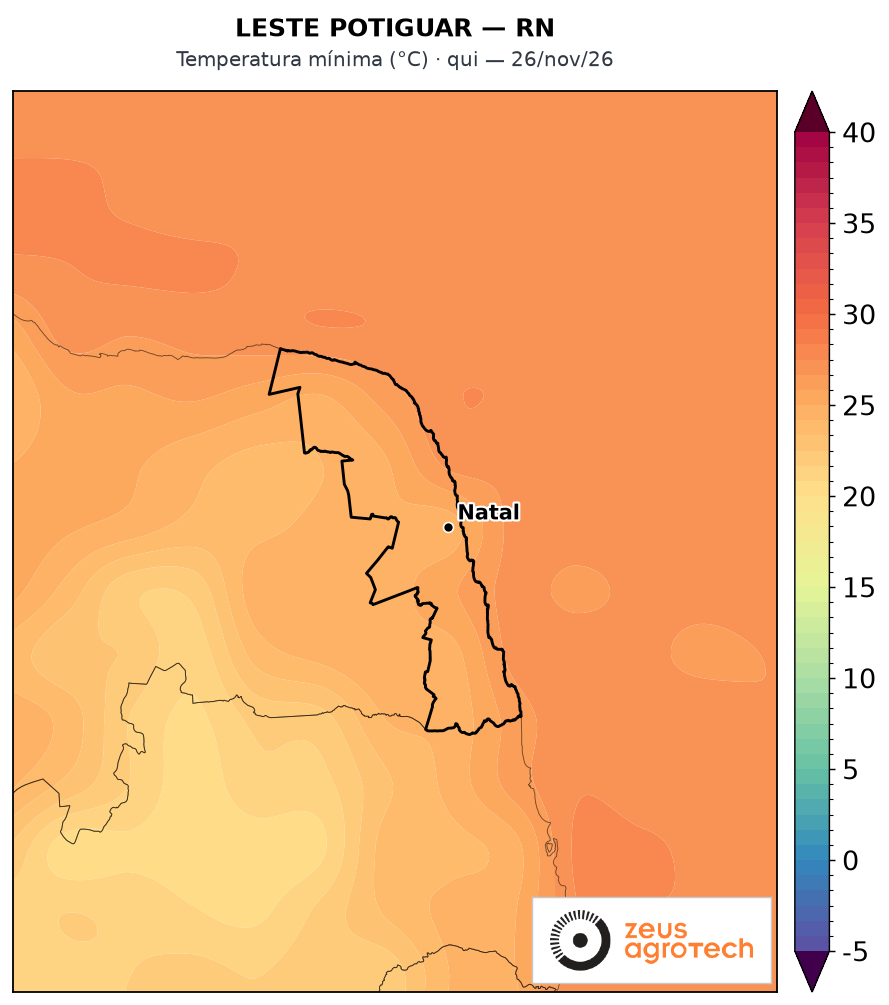 LESTE POTIGUAR — RN
Temperatura mínima (°C) · qui — 26/nov/26
40
35
30
25
20
15
10
5
0
-5
Natal
zeus
agrotech